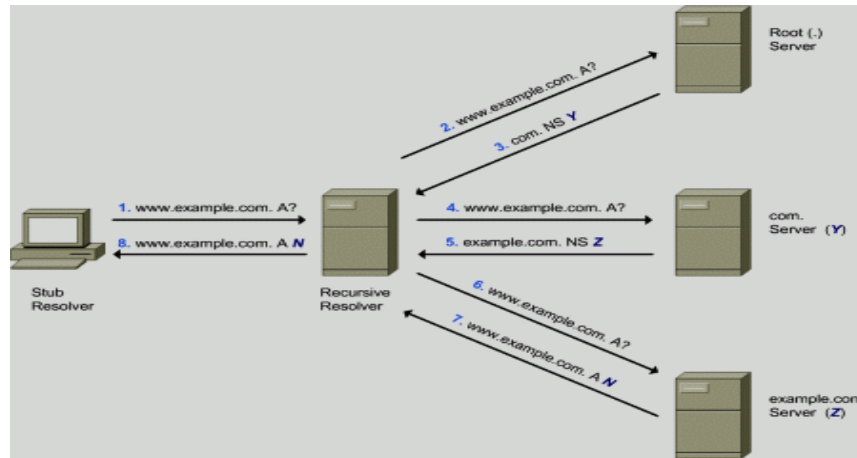 Root (.)
Server
2. www.example.com. A?
3. com. NS Y
1. www.example.com. A?
8. www.example.com. A N
4. www.example.com. A?
5. example.com. NS Z
com.
Server (Y)
Stub
Resolver
Recursive
Resolver
6. www.example.com. A?
7. www.example.com. A N
example.com
Server (Z)